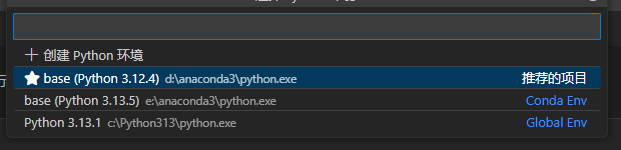 创建 Python 环境
base (Python 3.12.4) d:\anaconda3\python.exe 推荐的项目
base (Python 3.13.5) e:\anaconda3\python.exe Conda Env
Python 3.13.1 c:\Python313\python.exe Global Env